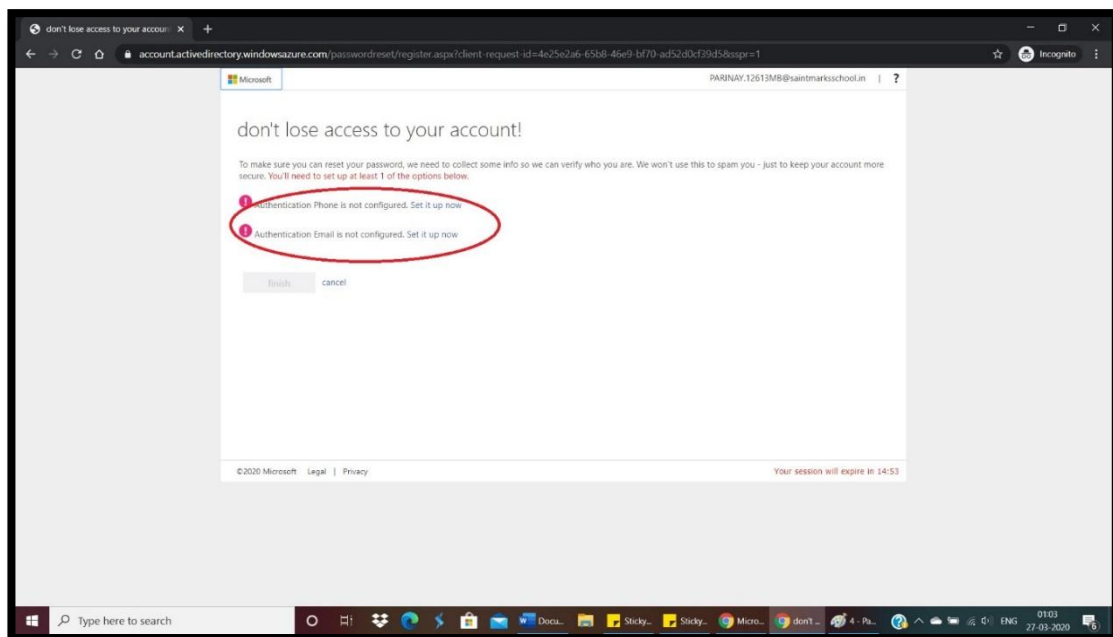 don't lose access to your accoun
account.activedirectory.windowsazure.com/passwordreset/register.aspx?client-request-id=4e25e2a6-65b8-46e9-bf70-ad52d0cf39d5&sspr=1
Incognito
Microsoft
PARINAY.12613MB@saintmarksschool.in | ?
don't lose access to your account!
To make sure you can reset your password, we need to collect some info so we can verify who you are. We won't use this to spam you - just to keep your account more
secure. You'll need to set up at least 1 of the options below.
! Authentication Phone is not configured. Set it up now
! Authentication Email is not configured. Set it up now
finish cancel
©2020 Microsoft Legal | Privacy
Your session will expire in 14:53
Type here to search
Docu... Sticky... Sticky... Micro... don't ... 4 - Pa... ENG
01:03
27-03-2020